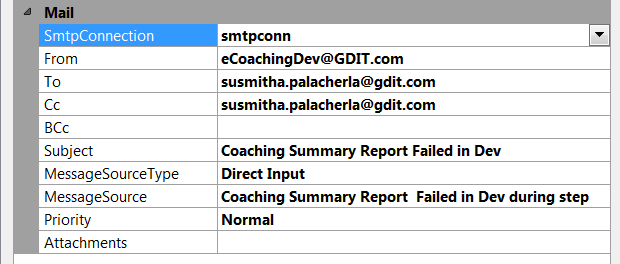 Mail
SmtpConnection smtpconn
From eCoachingDev@GDIT.com
To susmitha.palacherla@gdit.com
Cc susmitha.palacherla@gdit.com
BCc
Subject Coaching Summary Report Failed in Dev
MessageSourceType Direct Input
MessageSource Coaching Summary Report  Failed in Dev during step
Priority Normal
Attachments